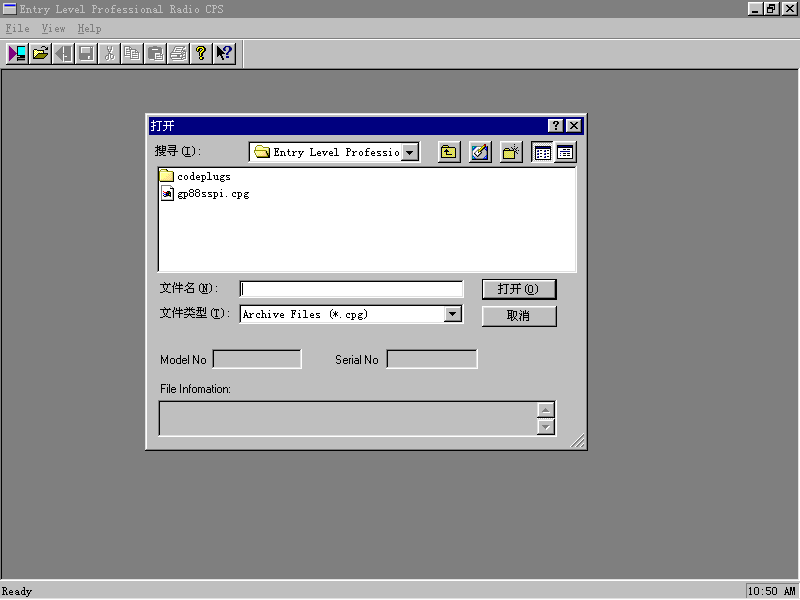 Entry Level Professional Radio CPS
File View Help
打开
搜寻(I):
Entry Level Professio
codeplugs
gp88sspi.cpg
文件名(N):
打开(O)
文件类型(T):
Archive Files (*.cpg)
取消
Model No
Serial No
File Infomation:
Ready
10:50 AM